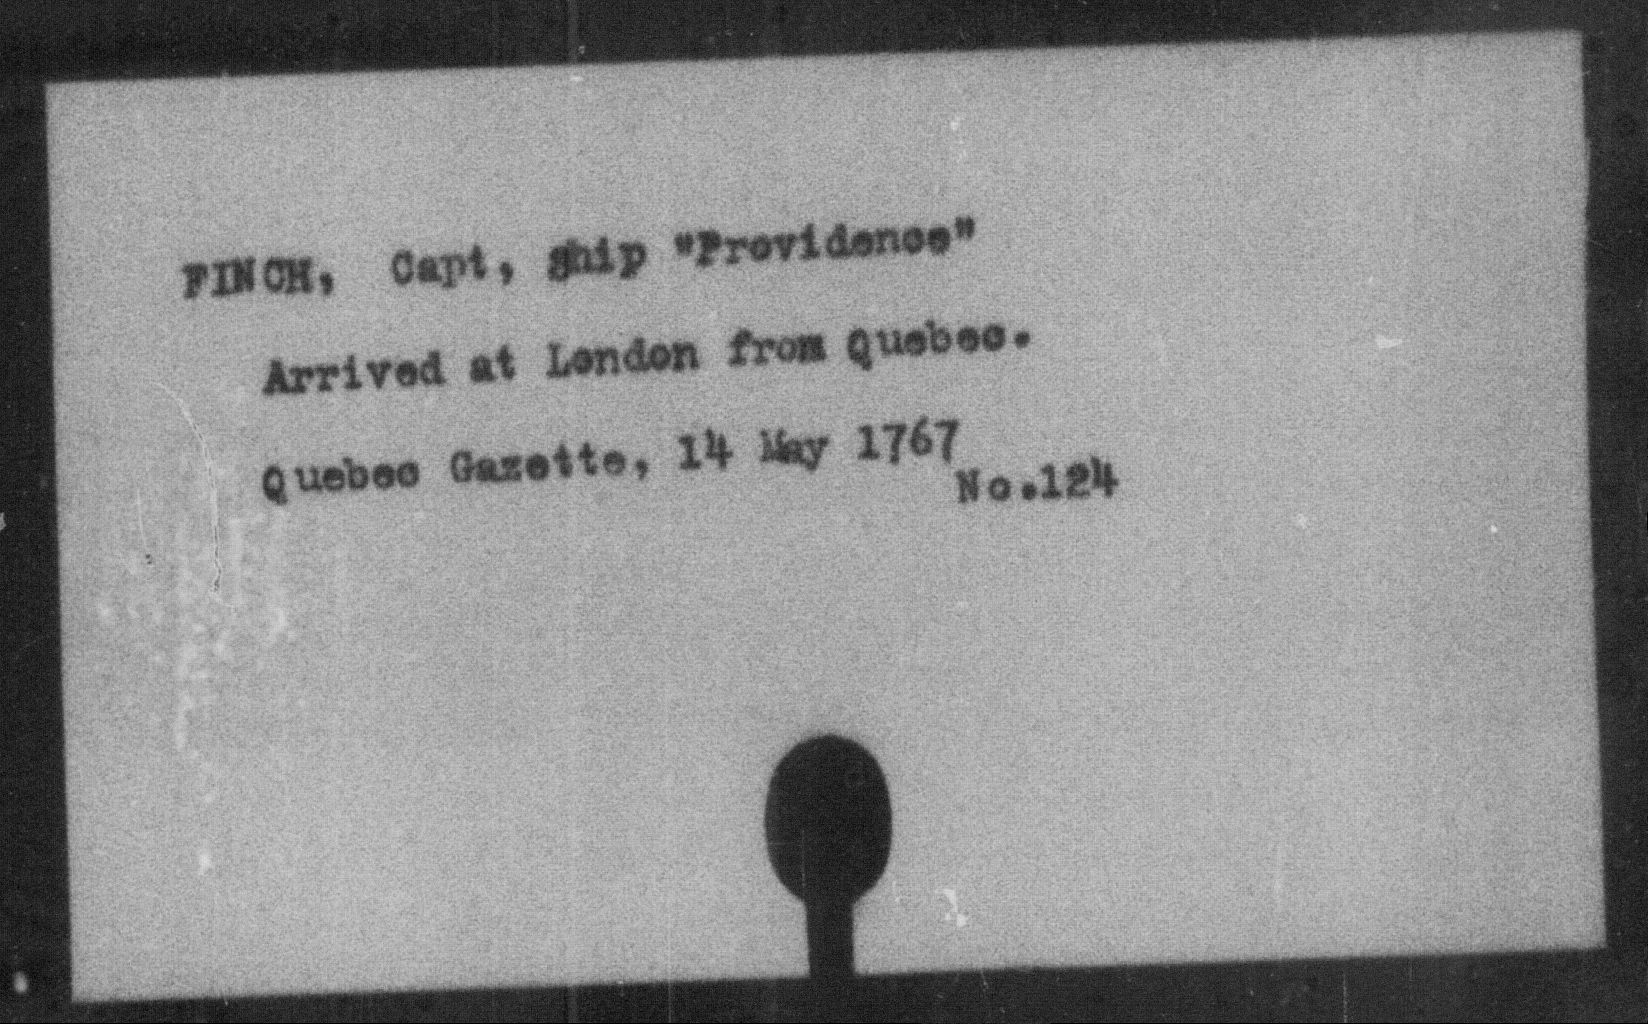 FINCH, Capt, ship "Providence"
Arrived at London from Quebec.
Quebec Gazette, 14 May 1767
No.124